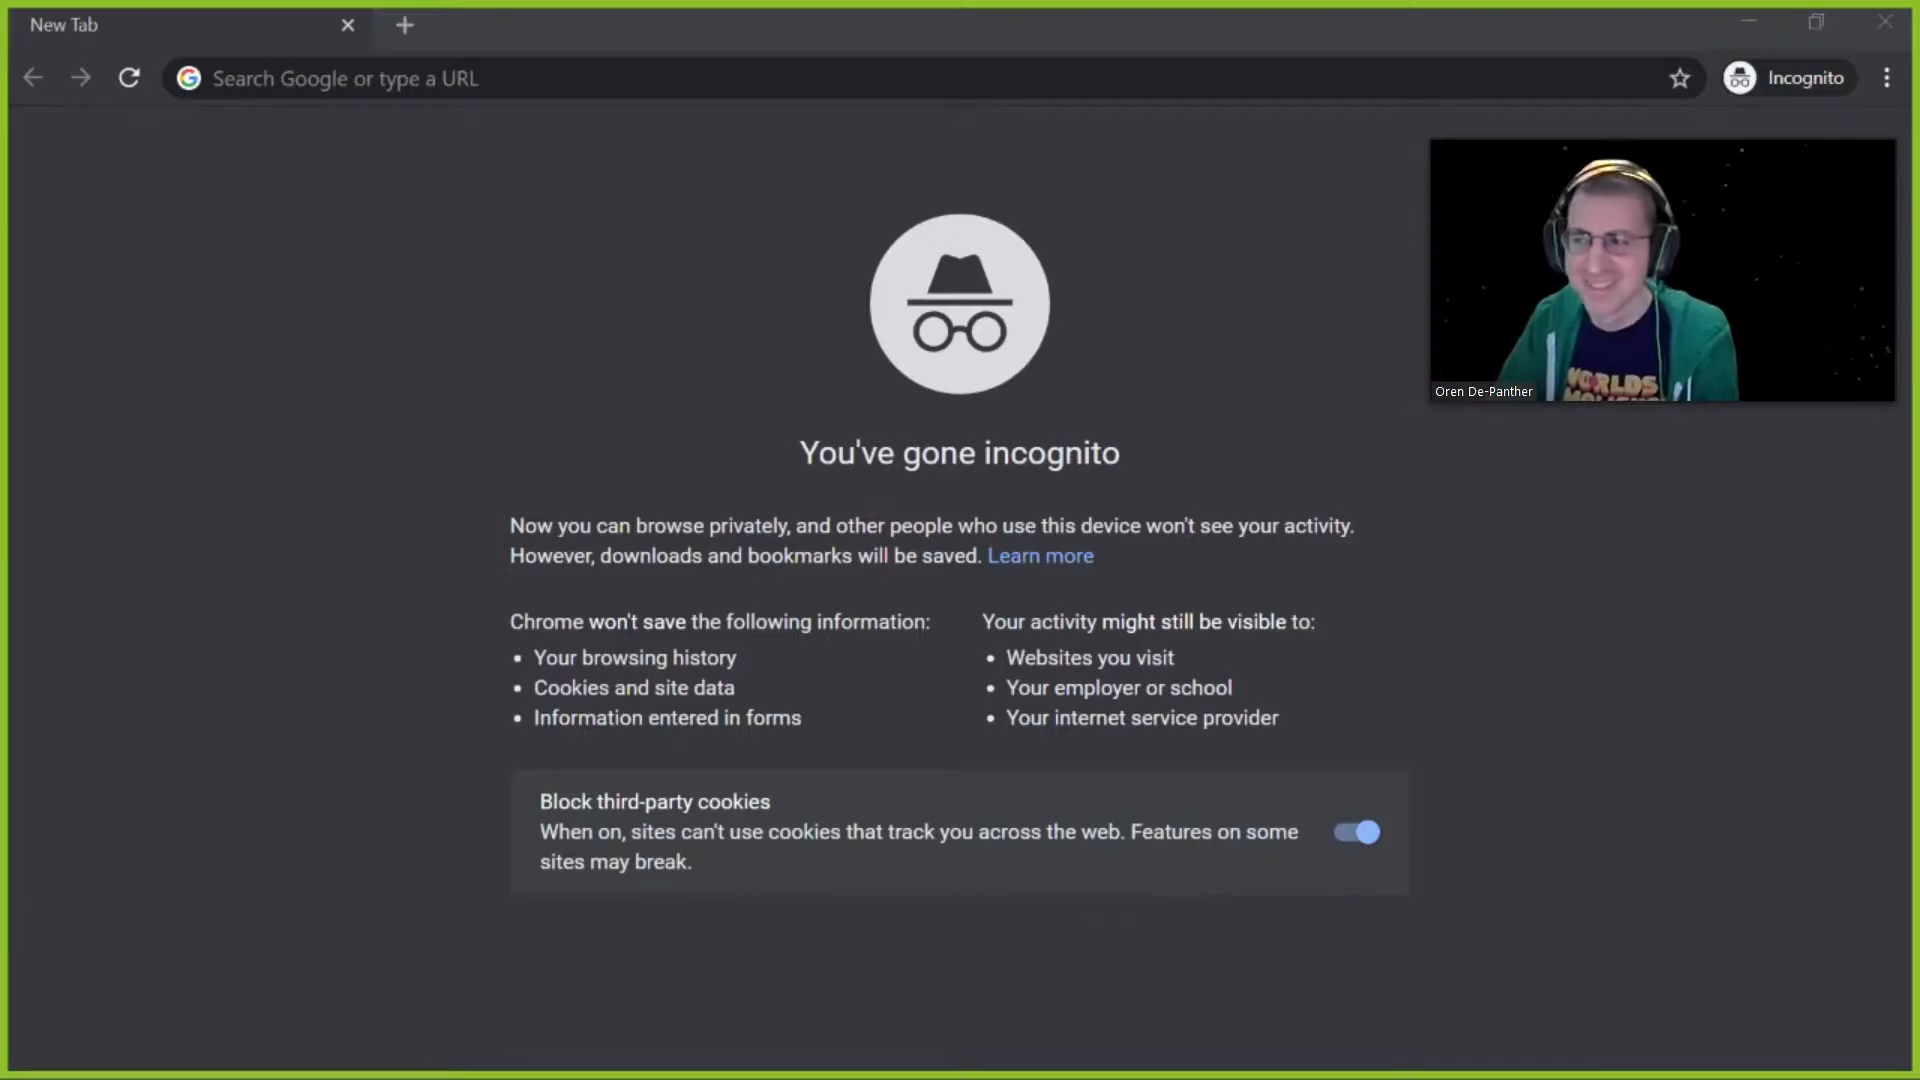 New Tab
Search Google or type a URL
Incognito
Oren De-Panther
WORLDS
You've gone incognito
Now you can browse privately, and other people who use this device won't see your activity.
However, downloads and bookmarks will be saved. Learn more
Chrome won't save the following information:
Your browsing history
Cookies and site data
Information entered in forms
Your activity might still be visible to:
Websites you visit
Your employer or school
Your internet service provider
Block third-party cookies
When on, sites can't use cookies that track you across the web. Features on some
sites may break.